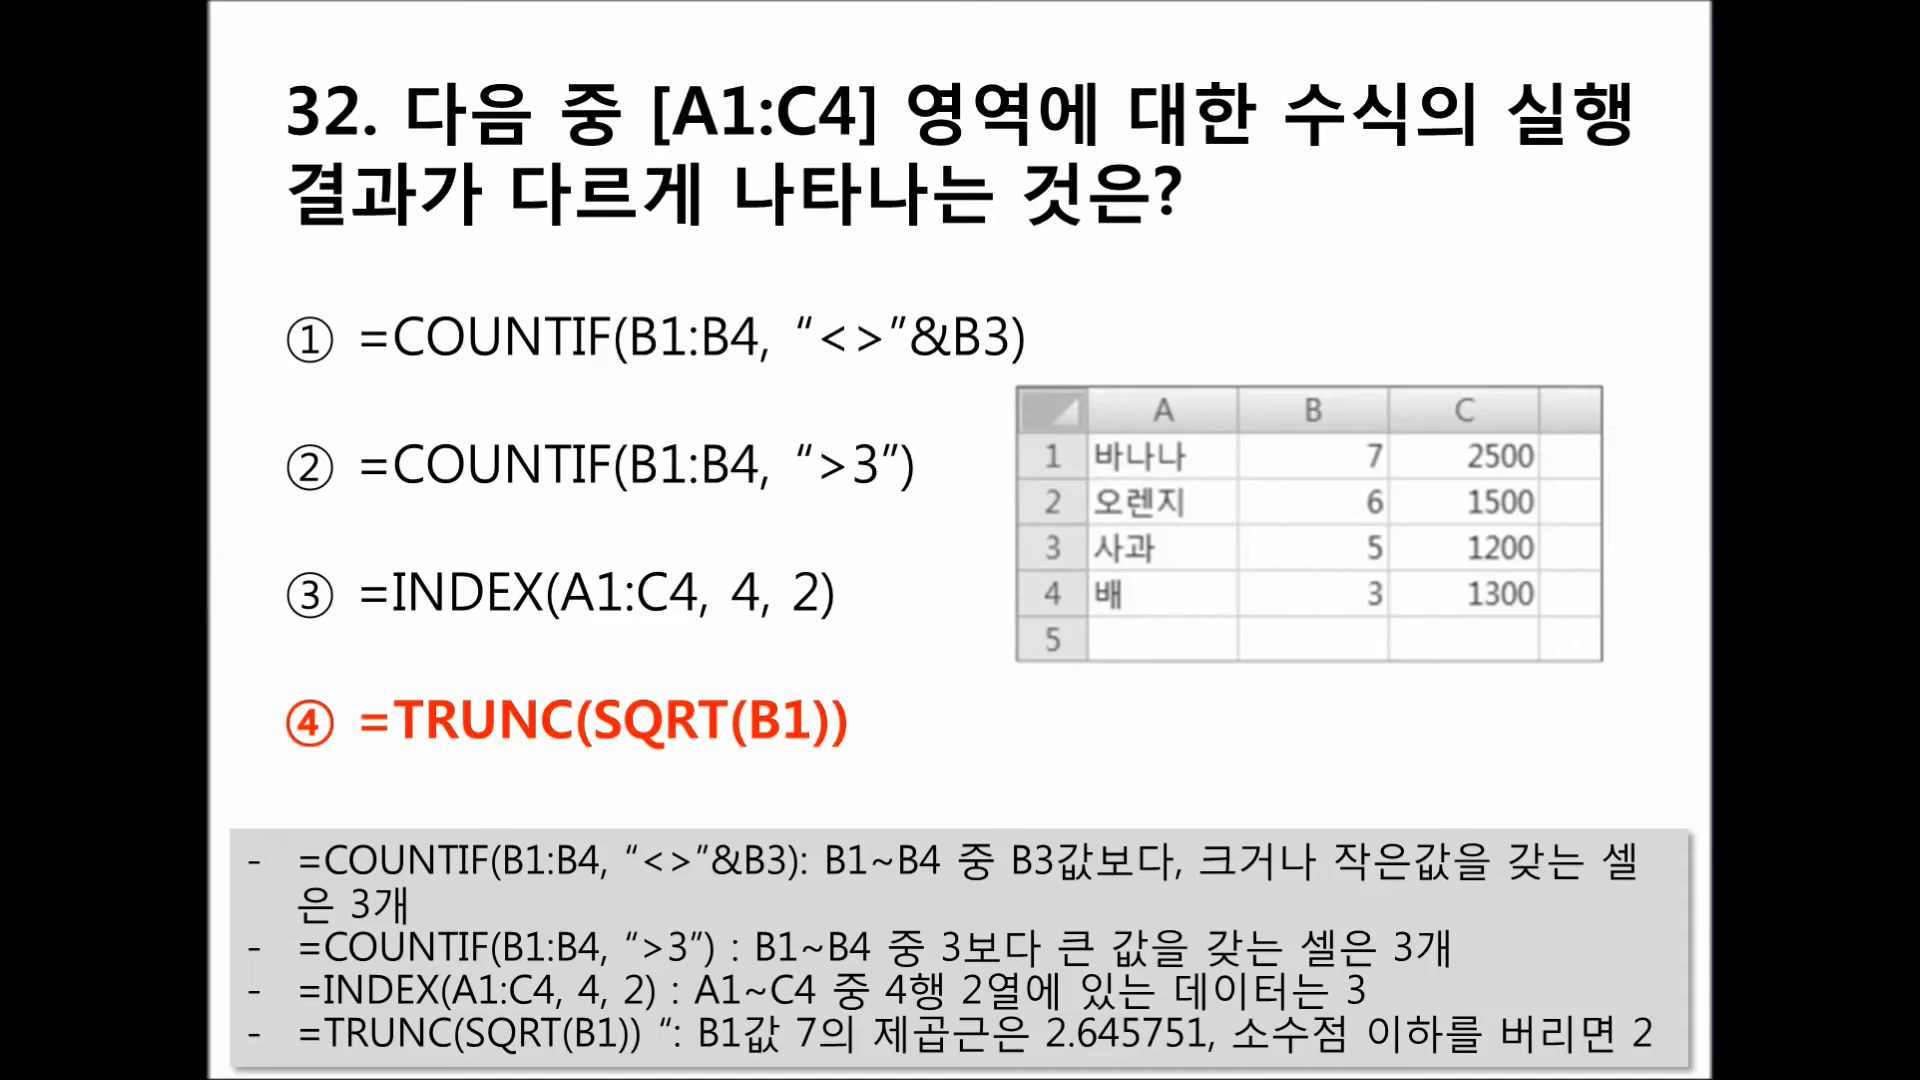 32. 다음 중 [A1:C4] 영역에 대한 수식의 실행
결과가 다르게 나타나는 것은?
① =COUNTIF(B1:B4, “<>”&B3)
② =COUNTIF(B1:B4, “>3”)
③ =INDEX(A1:C4, 4, 2)
④ =TRUNC(SQRT(B1))
A B C
1 바나나 7 2500
2 오렌지 6 1500
3 사과 5 1200
4 배 3 1300
5
- =COUNTIF(B1:B4, “<>”&B3): B1~B4 중 B3값보다, 크거나 작은값을 갖는 셀
은 3개
- =COUNTIF(B1:B4, “>3”) : B1~B4 중 3보다 큰 값을 갖는 셀은 3개
- =INDEX(A1:C4, 4, 2) : A1~C4 중 4행 2열에 있는 데이터는 3
- =TRUNC(SQRT(B1)) “: B1값 7의 제곱근은 2.645751, 소수점 이하를 버리면 2